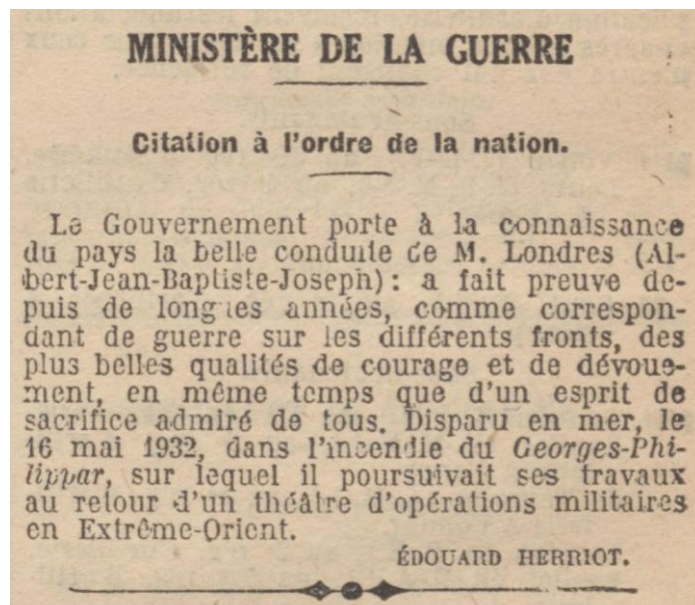 MINISTÈRE DE LA GUERRE
Citation à l'ordre de la nation.
Le Gouvernement porte à la connaissance
du pays la belle conduite de M. Londres (Al-
bert-Jean-Baptiste-Joseph) : a fait preuve de-
puis de longues années, comme correspon-
dant de guerre sur les différents fronts, des
plus belles qualités de courage et de dévoue-
ment, en même temps que d'un esprit de
sacrifice admiré de tous. Disparu en mer, le
16 mai 1932, dans l'incendie du Georges-Phi-
lippar, sur lequel il poursuivait ses travaux
au retour d'un théâtre d'opérations militaires
en Extrême-Orient.
ÉDOUARD HERRIOT.